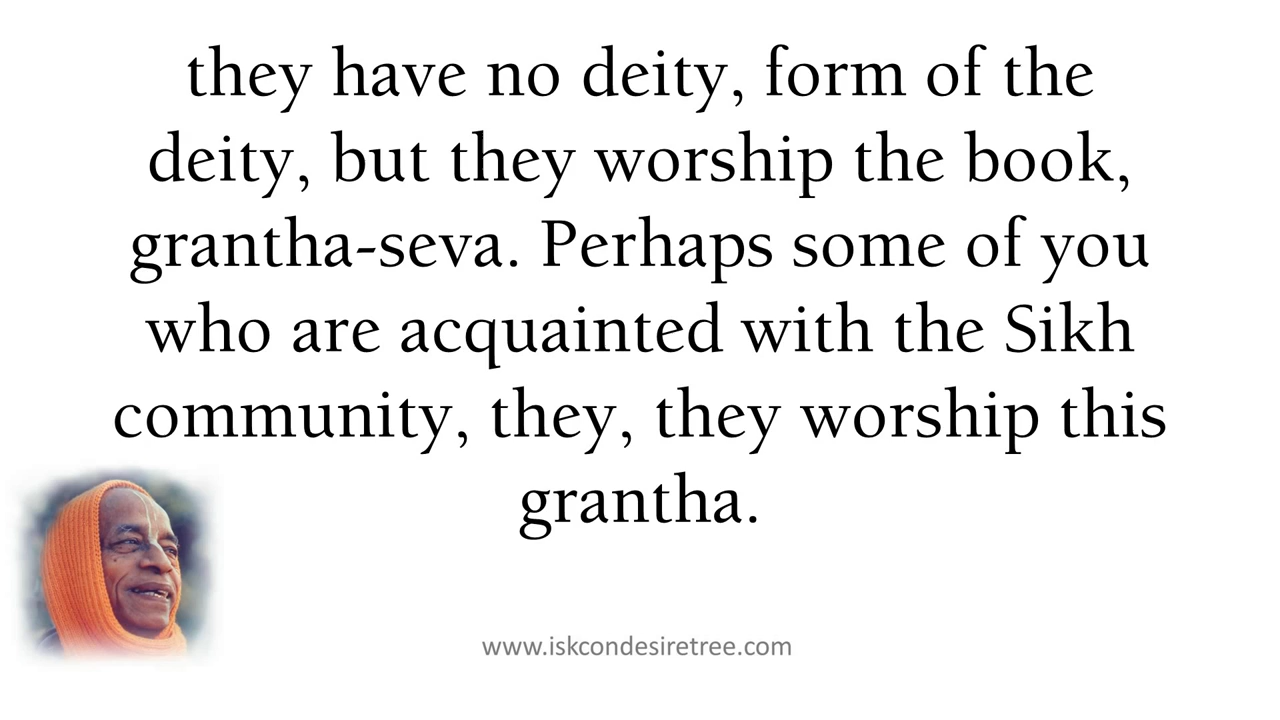 they have no deity, form of the
deity, but they worship the book,
grantha-seva. Perhaps some of you
who are acquainted with the Sikh
community, they, they worship this
grantha.
www.iskcondesiretree.com